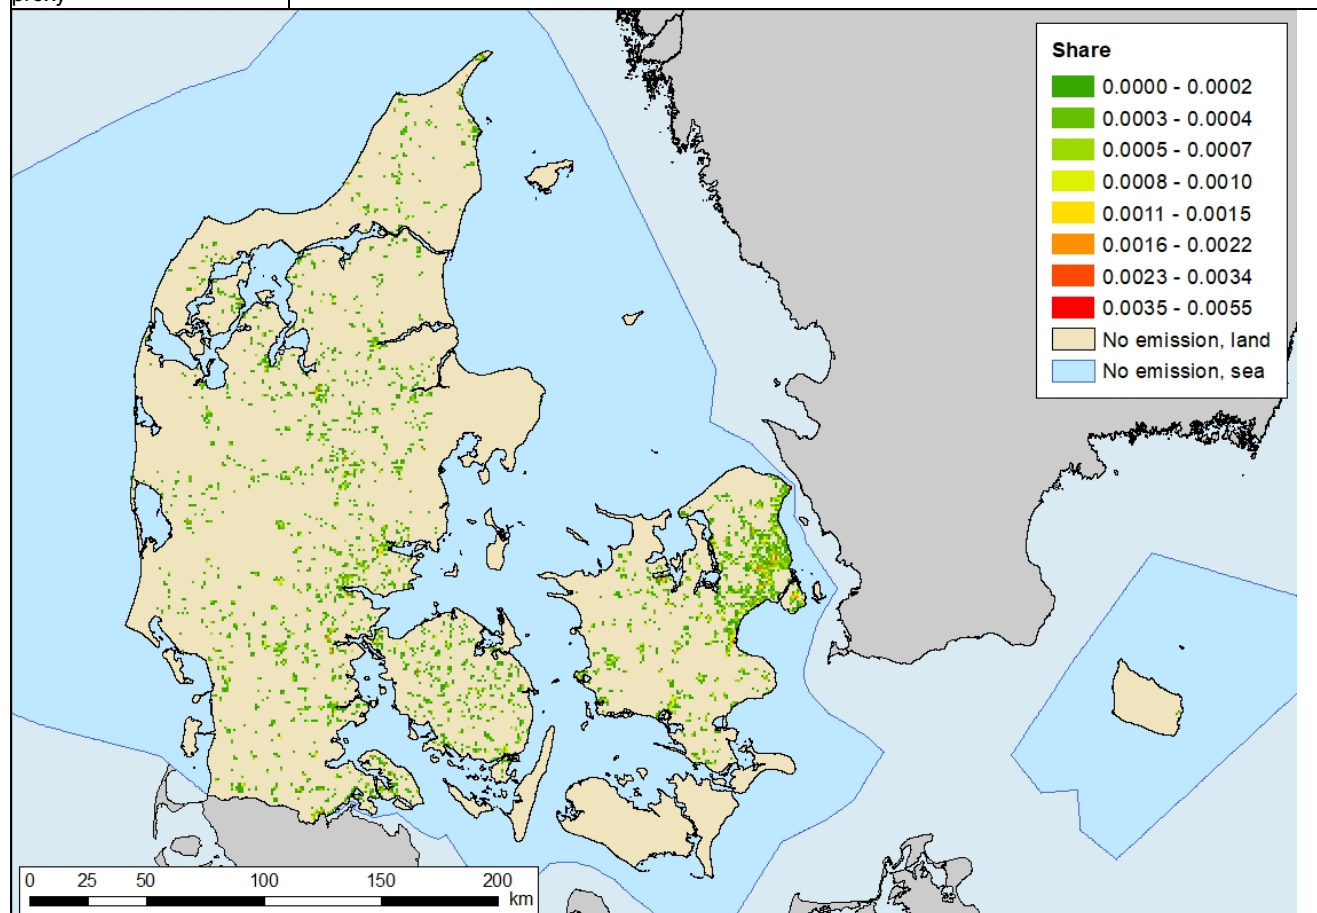 proxy
Share
0.0000 - 0.0002
0.0003 - 0.0004
0.0005 - 0.0007
0.0008 - 0.0010
0.0011 - 0.0015
0.0016 - 0.0022
0.0023 - 0.0034
0.0035 - 0.0055
No emission, land
No emission, sea
0 25 50 100 150 200
km